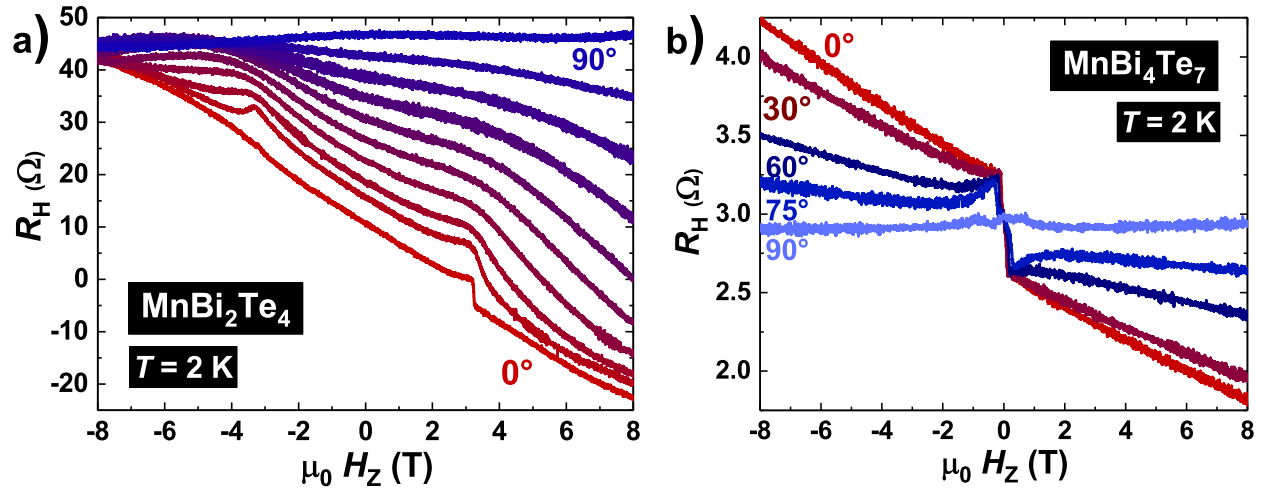 a)
50
40
30
20
10
0
-10
-20
R_H (Ω)
90°
MnBi₂Te₄
T = 2 K
0°
-8 -6 -4 -2 0 2 4 6 8
μ₀ H_Z (T)
b)
4.0
3.5
3.0
2.5
2.0
R_H (Ω)
0°
30°
60°
75°
90°
MnBi₄Te₇
T = 2 K
-8 -6 -4 -2 0 2 4 6 8
μ₀ H_Z (T)